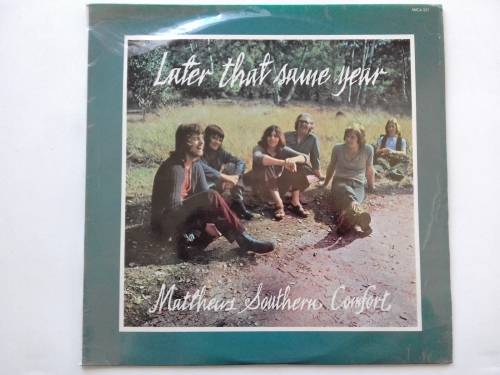 Later that same year
Matthews Southern Comfort